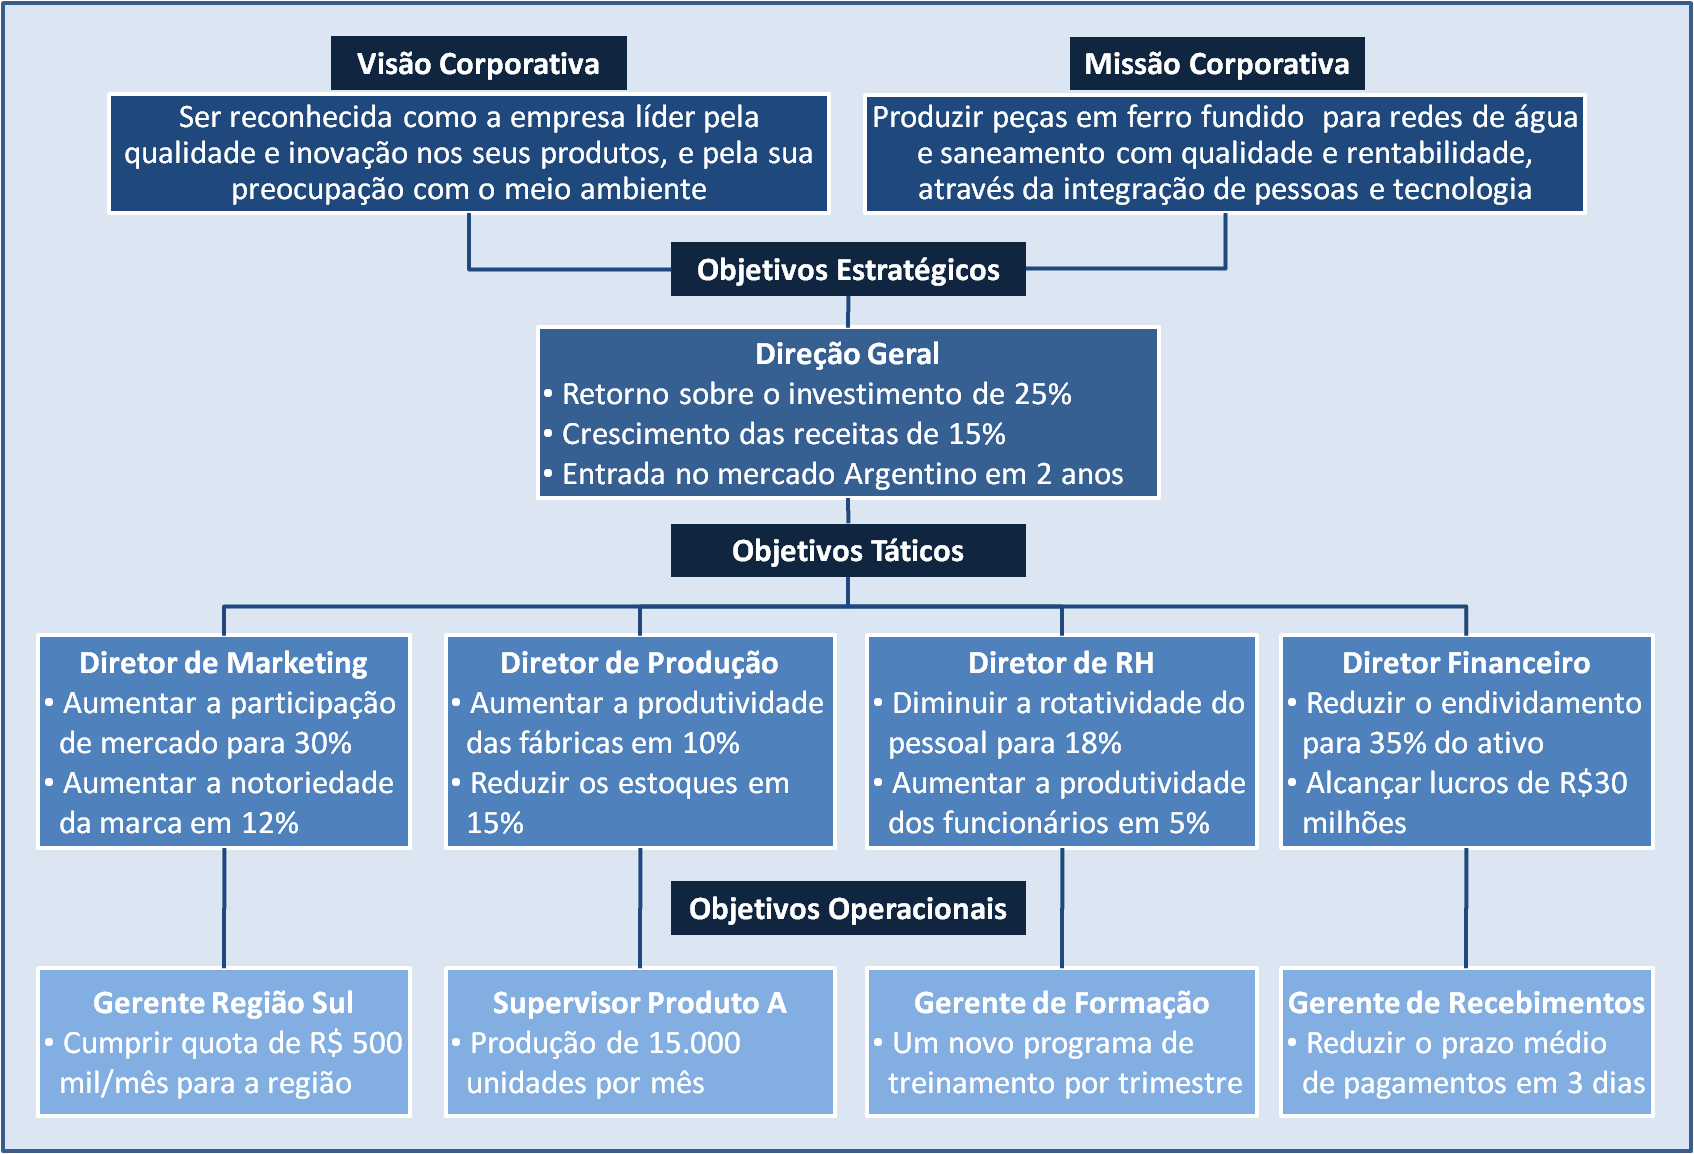 Visão Corporativa
Ser reconhecida como a empresa líder pela
qualidade e inovação nos seus produtos, e pela sua
preocupação com o meio ambiente
Missão Corporativa
Produzir peças em ferro fundido para redes de água
e saneamento com qualidade e rentabilidade,
através da integração de pessoas e tecnologia
Objetivos Estratégicos
Direção Geral
• Retorno sobre o investimento de 25%
• Crescimento das receitas de 15%
• Entrada no mercado Argentino em 2 anos
Objetivos Táticos
Diretor de Marketing
• Aumentar a participação
de mercado para 30%
• Aumentar a notoriedade
da marca em 12%
Diretor de Produção
• Aumentar a produtividade
das fábricas em 10%
• Reduzir os estoques em
15%
Diretor de RH
• Diminuir a rotatividade do
pessoal para 18%
• Aumentar a produtividade
dos funcionários em 5%
Diretor Financeiro
• Reduzir o endividamento
para 35% do ativo
• Alcançar lucros de R$30
milhões
Objetivos Operacionais
Gerente Região Sul
• Cumprir quota de R$ 500
mil/mês para a região
Supervisor Produto A
• Produção de 15.000
unidades por mês
Gerente de Formação
• Um novo programa de
treinamento por trimestre
Gerente de Recebimentos
• Reduzir o prazo médio
de pagamentos em 3 dias